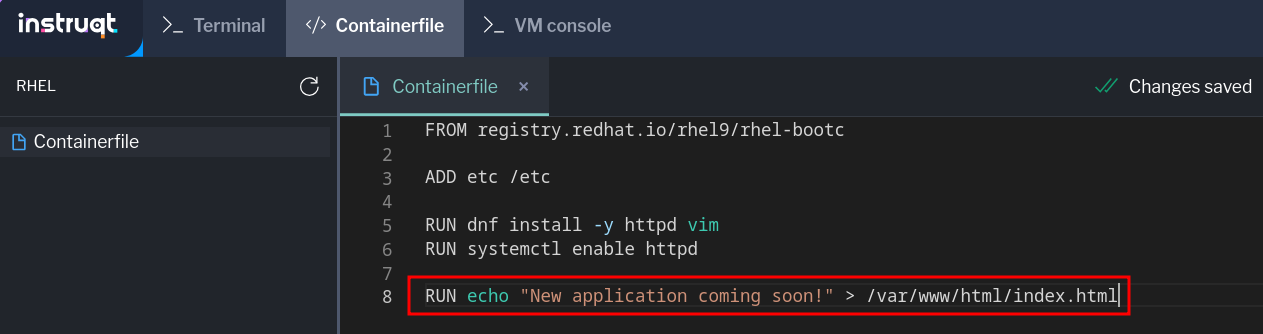 instruqt
>_ Terminal
</> Containerfile
>_ VM console
RHEL
Containerfile ×
Changes saved
Containerfile
1 FROM registry.redhat.io/rhel9/rhel-bootc
2
3 ADD etc /etc
4
5 RUN dnf install -y httpd vim
6 RUN systemctl enable httpd
7
8 RUN echo "New application coming soon!" > /var/www/html/index.html